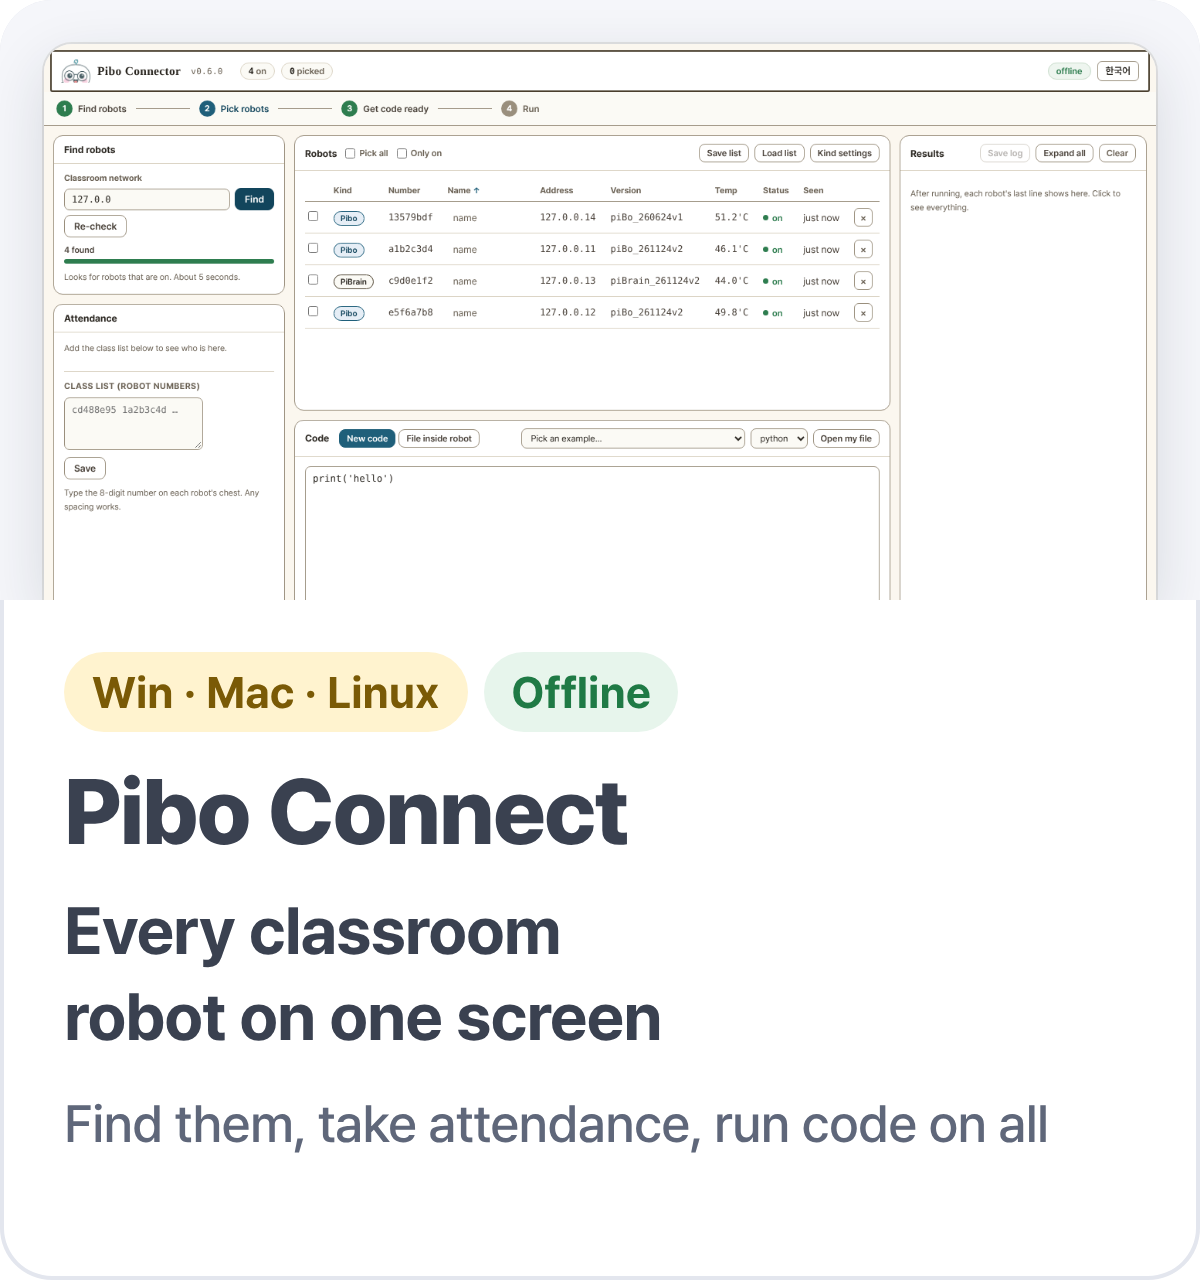 Pibo Connector v0.6.0 4 on 0 picked offline 한국어
1 Find robots 2 Pick robots 3 Get code ready 4 Run
Find robots
Classroom network
127.0.0 Find
Re-check
4 found
Looks for robots that are on. About 5 seconds.
Attendance
Add the class list below to see who is here.
CLASS LIST (ROBOT NUMBERS)
cd488e95 1a2b3c4d …
Save
Type the 8-digit number on each robot's chest. Any
spacing works.
Robots Pick all Only on Save list Load list Kind settings
Kind Number Name ↑ Address Version Temp Status Seen
Pibo 13579bdf name 127.0.0.14 piBo_260624v1 51.2°C on just now ×
Pibo a1b2c3d4 name 127.0.0.11 piBo_261124v2 46.1°C on just now ×
PiBrain c9d0e1f2 name 127.0.0.13 piBrain_261124v2 44.0°C on just now ×
Pibo e5f6a7b8 name 127.0.0.12 piBo_261124v2 49.8°C on just now ×
Code New code File inside robot Pick an example... python Open my file
print('hello')
Results Save log Expand all Clear
After running, each robot's last line shows here. Click to
see everything.
Win · Mac · Linux Offline
Pibo Connect
Every classroom
robot on one screen
Find them, take attendance, run code on all